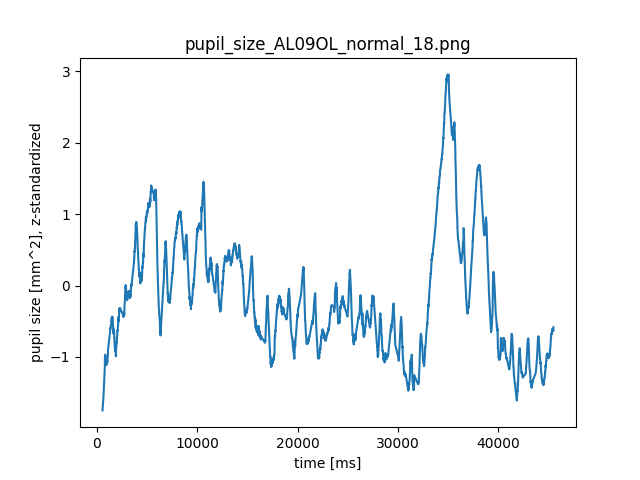 pupil_size_AL09OL_normal_18.png
pupil size [mm^2], z-standardized
3
2
1
0
−1
0 10000 20000 30000 40000
time [ms]